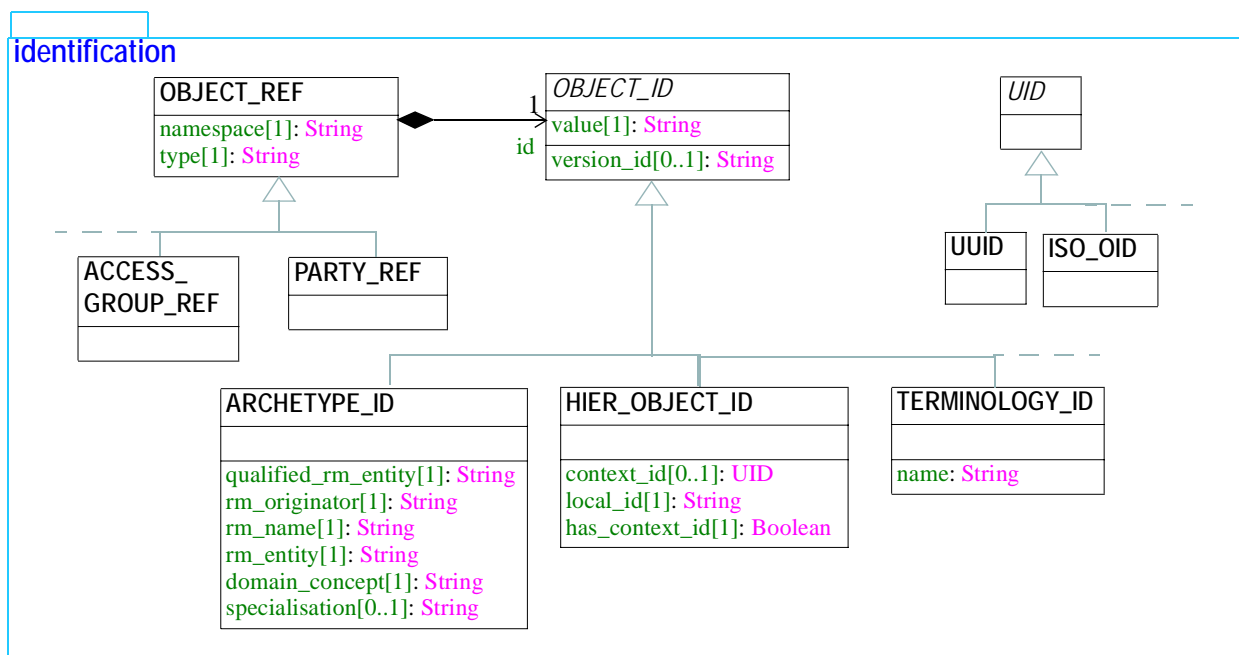 identification
OBJECT_REF
namespace[1]: String
type[1]: String
1
id
OBJECT_ID
value[1]: String
version_id[0..1]: String
UID
ACCESS_
GROUP_REF
PARTY_REF
UUID
ISO_OID
ARCHETYPE_ID
qualified_rm_entity[1]: String
rm_originator[1]: String
rm_name[1]: String
rm_entity[1]: String
domain_concept[1]: String
specialisation[0..1]: String
HIER_OBJECT_ID
context_id[0..1]: UID
local_id[1]: String
has_context_id[1]: Boolean
TERMINOLOGY_ID
name: String